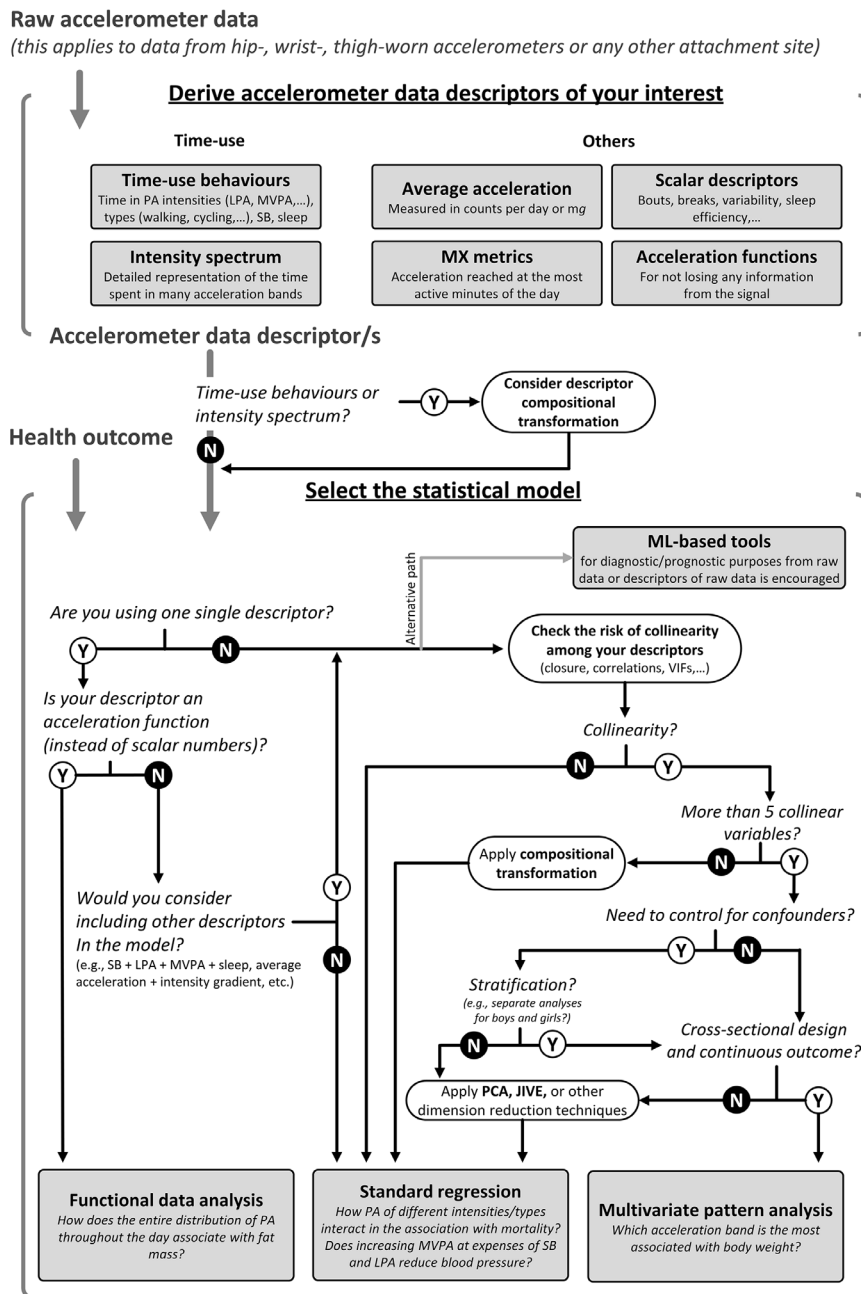 Raw accelerometer data
(this applies to data from hip-, wrist-, thigh-worn accelerometers or any other attachment site)
Derive accelerometer data descriptors of your interest
Time-use
Others
Time-use behaviours
Time in PA intensities (LPA, MVPA,…),
types (walking, cycling,…), SB, sleep
Average acceleration
Measured in counts per day or mg
Scalar descriptors
Bouts, breaks, variability, sleep
efficiency,…
Intensity spectrum
Detailed representation of the time
spent in many acceleration bands
MX metrics
Acceleration reached at the most
active minutes of the day
Acceleration functions
For not losing any information
from the signal
Accelerometer data descriptor/s
Time-use behaviours or
intensity spectrum?
Y
Consider descriptor
compositional
transformation
Health outcome
N
Select the statistical model
Alternative path
ML-based tools
for diagnostic/prognostic purposes from raw
data or descriptors of raw data is encouraged
Are you using one single descriptor?
Y
N
Check the risk of collinearity
among your descriptors
(closure, correlations, VIFs,…)
Is your descriptor an
acceleration function
(instead of scalar numbers)?
Y
N
Collinearity?
N
Y
More than 5 collinear
variables?
N
Y
Apply compositional
transformation
Would you consider
including other descriptors
In the model?
(e.g., SB + LPA + MVPA + sleep, average
acceleration + intensity gradient, etc.)
Y
N
Need to control for confounders?
Y
N
Stratification?
(e.g., separate analyses
for boys and girls?)
N
Y
Cross-sectional design
and continuous outcome?
N
Y
Apply PCA, JIVE, or other
dimension reduction techniques
Functional data analysis
How does the entire distribution of PA
throughout the day associate with fat
mass?
Standard regression
How PA of different intensities/types
interact in the association with mortality?
Does increasing MVPA at expenses of SB
and LPA reduce blood pressure?
Multivariate pattern analysis
Which acceleration band is the most
associated with body weight?